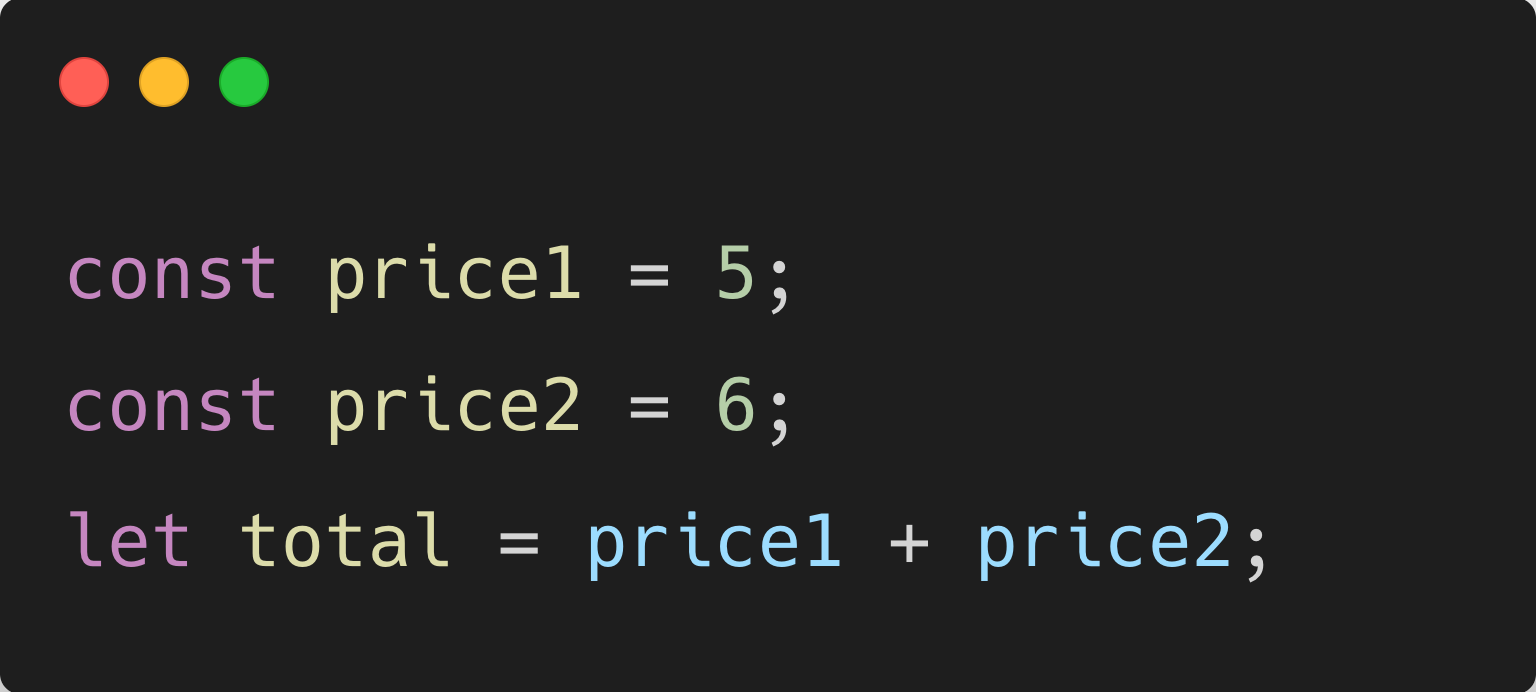 const price1 = 5;
const price2 = 6;
let total = price1 + price2;